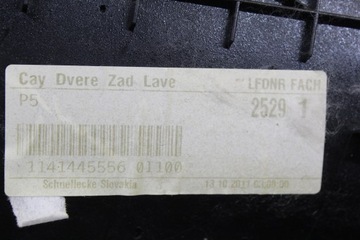 Cay Dvere Zad Lave
LFDNR FACH
P5
2529 1
1141445556 01100
Schnellecke Slovakia